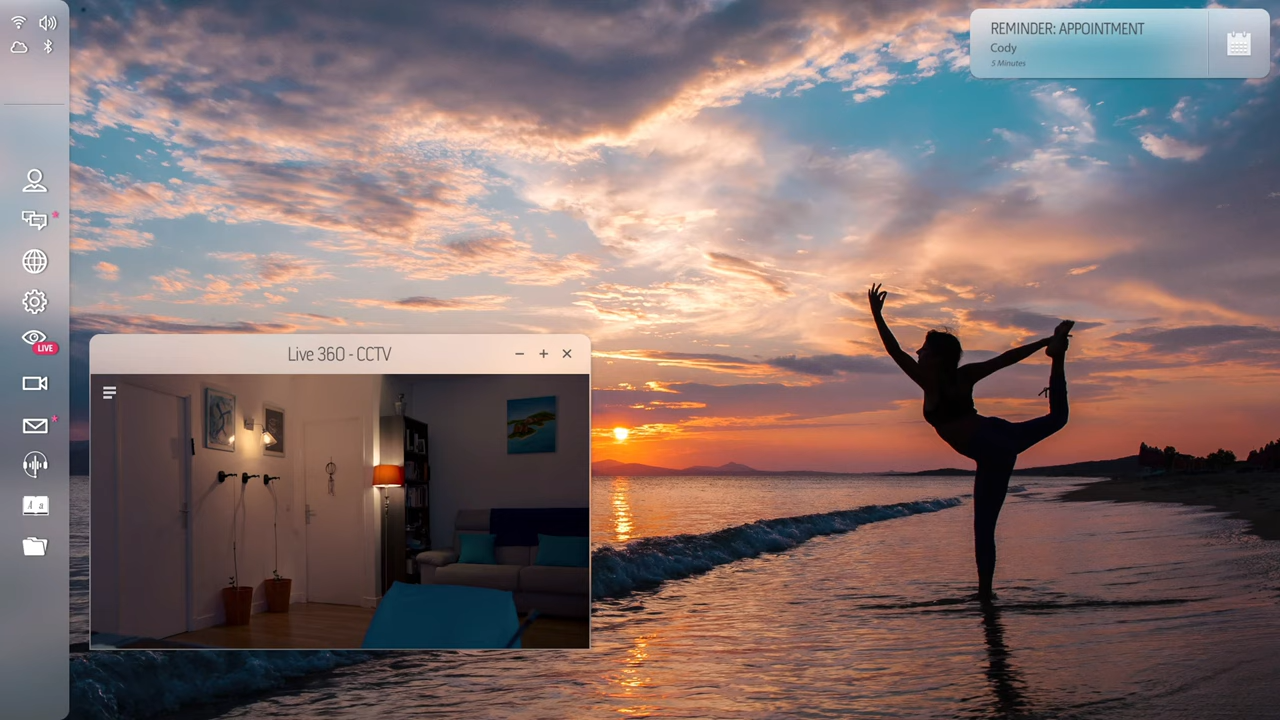 REMINDER: APPOINTMENT
Cody
5 Minutes
LIVE
Live 360 - CCTV